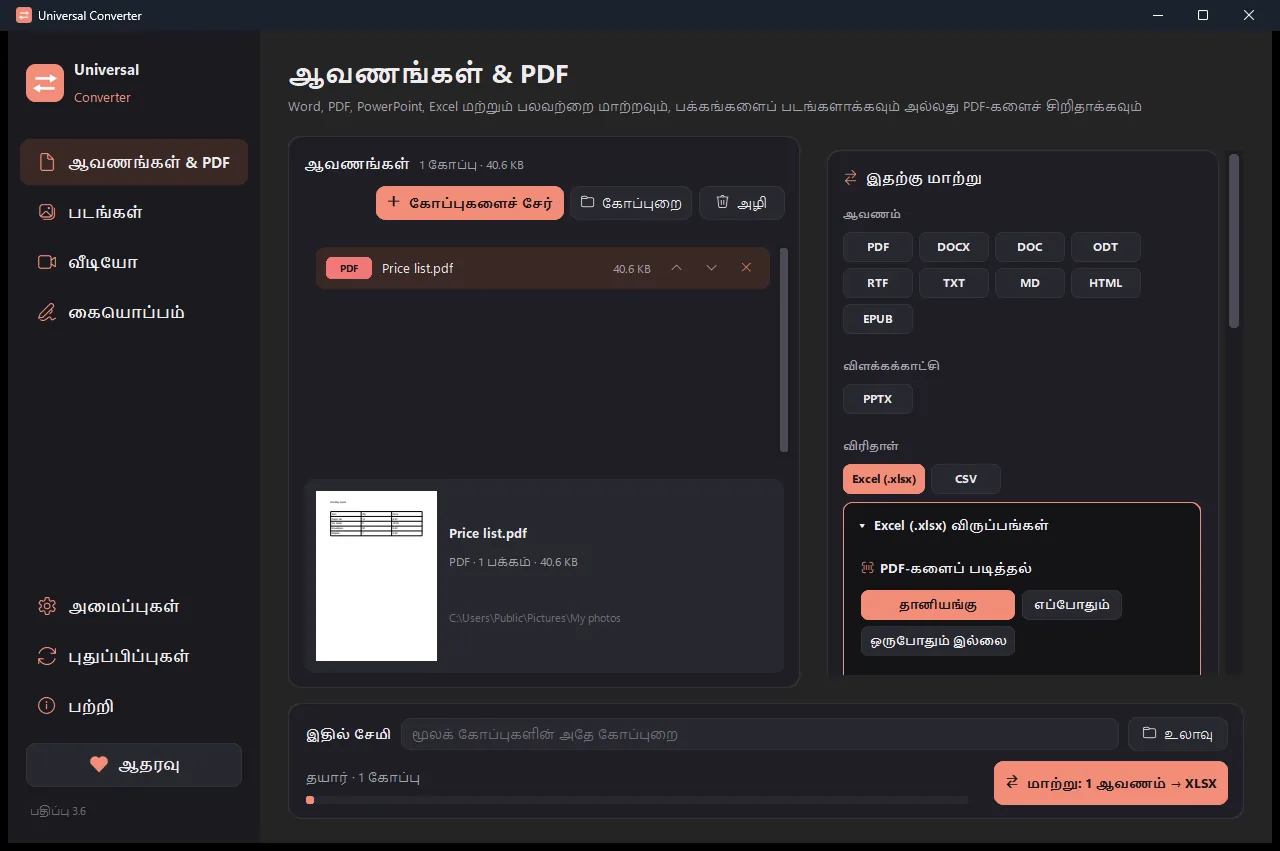 Universal Converter
Universal
Converter
ஆவணங்கள் & PDF
படங்கள்
வீடியோ
கையொப்பம்
அமைப்புகள்
புதுப்பிப்புகள்
பற்றி
ஆதரவு
பதிப்பு 3.6
ஆவணங்கள் & PDF
Word, PDF, PowerPoint, Excel மற்றும் பலவற்றை மாற்றவும், பக்கங்களைப் படங்களாக்கவும் அல்லது PDF-களைச் சிறிதாக்கவும்
ஆவணங்கள் 1 கோப்பு · 40.6 KB
கோப்புகளைச் சேர் கோப்புறை அழி
PDF Price list.pdf 40.6 KB
Price list.pdf
PDF · 1 பக்கம் · 40.6 KB
C:\Users\Public\Pictures\My photos
இதற்கு மாற்று
ஆவணம்
PDF DOCX DOC ODT
RTF TXT MD HTML
EPUB
விளக்கக்காட்சி
PPTX
விரிதாள்
Excel (.xlsx) CSV
Excel (.xlsx) விருப்பங்கள்
PDF-களைப் படித்தல்
தானியங்கு எப்போதும்
ஒருபோதும் இல்லை
இதில் சேமி மூலக் கோப்புகளின் அதே கோப்புறை உலாவு
தயார் · 1 கோப்பு
மாற்று: 1 ஆவணம் → XLSX